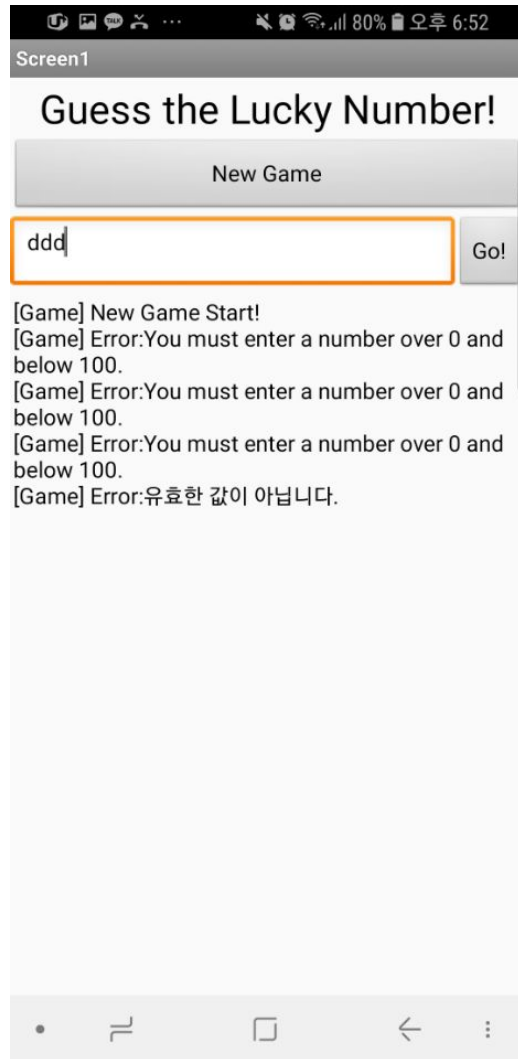 80% 오후 6:52
Screen1
Guess the Lucky Number!
New Game
ddd
Go!
[Game] New Game Start!
[Game] Error:You must enter a number over 0 and
below 100.
[Game] Error:You must enter a number over 0 and
below 100.
[Game] Error:You must enter a number over 0 and
below 100.
[Game] Error:유효한 값이 아닙니다.